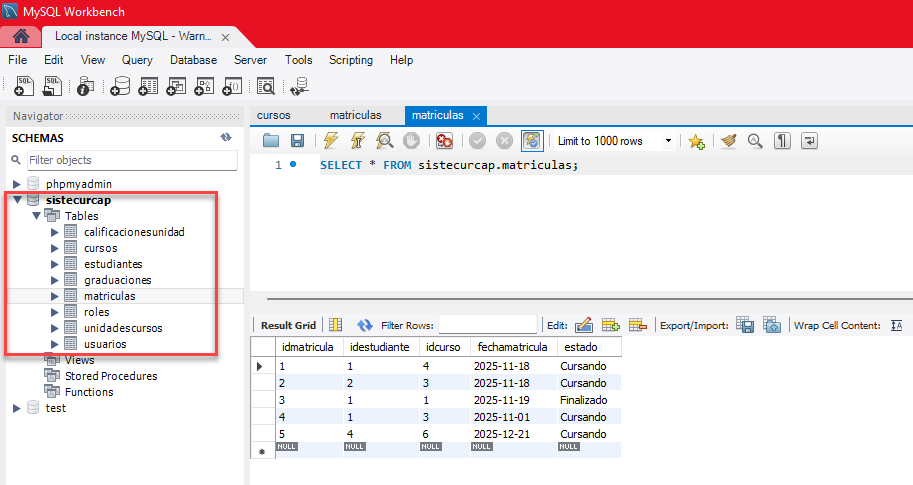 MySQL Workbench
Local instance MySQL - Warn...
File Edit View Query Database Server Tools Scripting Help
SQL SQL
Navigator
SCHEMAS
Filter objects
phpmyadmin
sistecurcap
Tables
calificacionesunidad
cursos
estudiantes
graduaciones
matriculas
roles
unidadescursos
usuarios
Views
Stored Procedures
Functions
test
cursos matriculas matriculas
Limit to 1000 rows
1 SELECT * FROM sistecurcap.matriculas;
Result Grid Filter Rows: Edit: Export/Import: Wrap Cell Content: IA
idmatricula idestudiante idcurso fechamatricula estado
1 1 4 2025-11-18 Cursando
2 2 3 2025-11-18 Cursando
3 1 1 2025-11-19 Finalizado
4 1 3 2025-11-01 Cursando
5 4 6 2025-12-21 Cursando
NULL NULL NULL NULL NULL